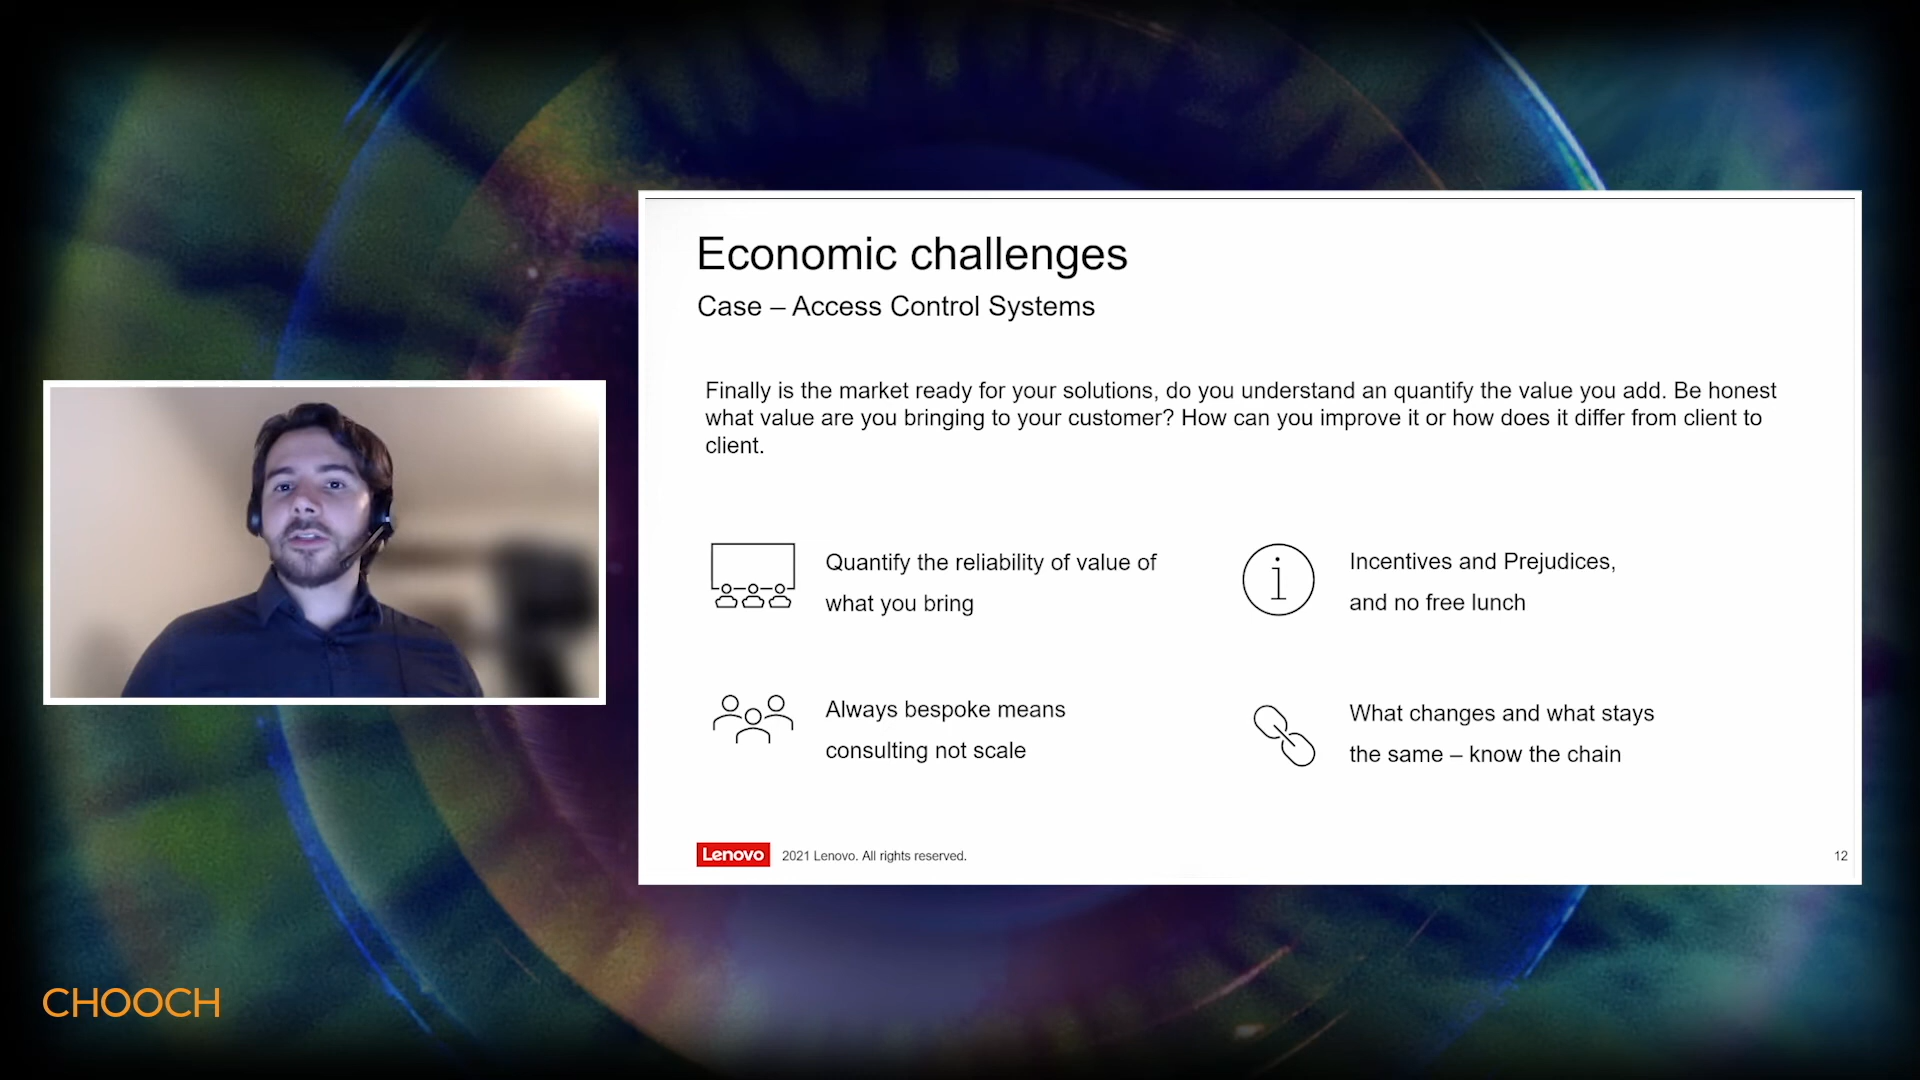 Economic challenges
Case – Access Control Systems
Finally is the market ready for your solutions, do you understand an quantify the value you add. Be honest
what value are you bringing to your customer? How can you improve it or how does it differ from client to
client.
Quantify the reliability of value of
what you bring
Incentives and Prejudices,
and no free lunch
Always bespoke means
consulting not scale
What changes and what stays
the same – know the chain
Lenovo 2021 Lenovo. All rights reserved. 12
CHOOCH